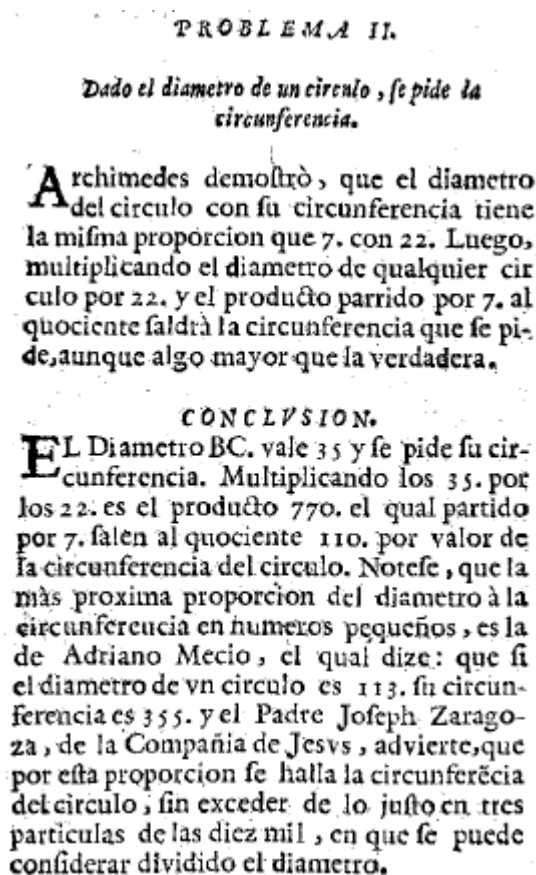 PROBLEMA II.
Dado el diametro de un circulo, ſe pide la
circunferencia.
Archimedes demoſtrò, que el diametro
del circulo con ſu circunferencia tiene
la miſma proporcion que 7. con 22. Luego,
multiplicando el diametro de qualquier cir
culo por 22. y el producto partido por 7. al
quociente ſaldrà la circunferencia que ſe pi-
de, aunque algo mayor que la verdadera.
CONCLVSION.
EL Diametro BC. vale 35 y ſe pide ſu cir-
cunferencia. Multiplicando los 35. por
los 22. es el producto 770. el qual partido
por 7. ſalen al quociente 110. por valor de
la circunferencia del circulo. Noteſe, que la
màs proxima proporcion del diametro à la
circunferencia en numeros pequeños, es la
de Adriano Mecio, el qual dize: que ſi
el diametro de vn circulo es 113. ſu circun-
ferencia es 355. y el Padre Joſeph Zarago-
za, de la Compañia de Jesvs, advierte, que
por eſta proporcion ſe halla la circunferẽcia
del circulo, ſin exceder de lo juſto en tres
particulas de las diez mil, en que ſe puede
conſiderar dividido el diametro.